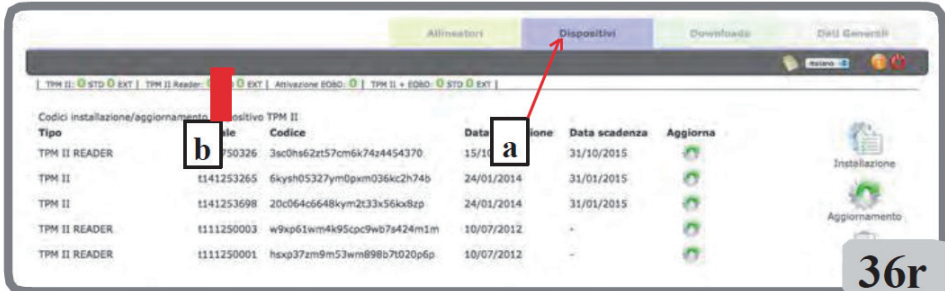 Allineatori Dispositivi Downloads Dati Generali
Italiano
| TPM II: 0 STD 0 EXT | TPM II Reader: 0 EXT | Attivazione EOBD: 0 | TPM II + EOBD: 0 STD 0 EXT |
Codici installazione/aggiornamento TPM II
Tipo Codice Data scadenza Aggiorna
b a
TPM II READER 3sc0hs62zt57cm6k74z4454370 31/10/2015
Installazione
TPM II t141253265 6kysh05327ym0pxm036kc2h74b 24/01/2014 31/01/2015
TPM II t141253698 20c064c6648kym2t33x56kx8zp 24/01/2014 31/01/2015
Aggiornamento
TPM II READER t111250003 w9xp61wm4k95cpc9wb7s424m1m 10/07/2012 -
TPM II READER t111250001 hsxp37zm9m53wm898b7t020p6p 10/07/2012 -
36r